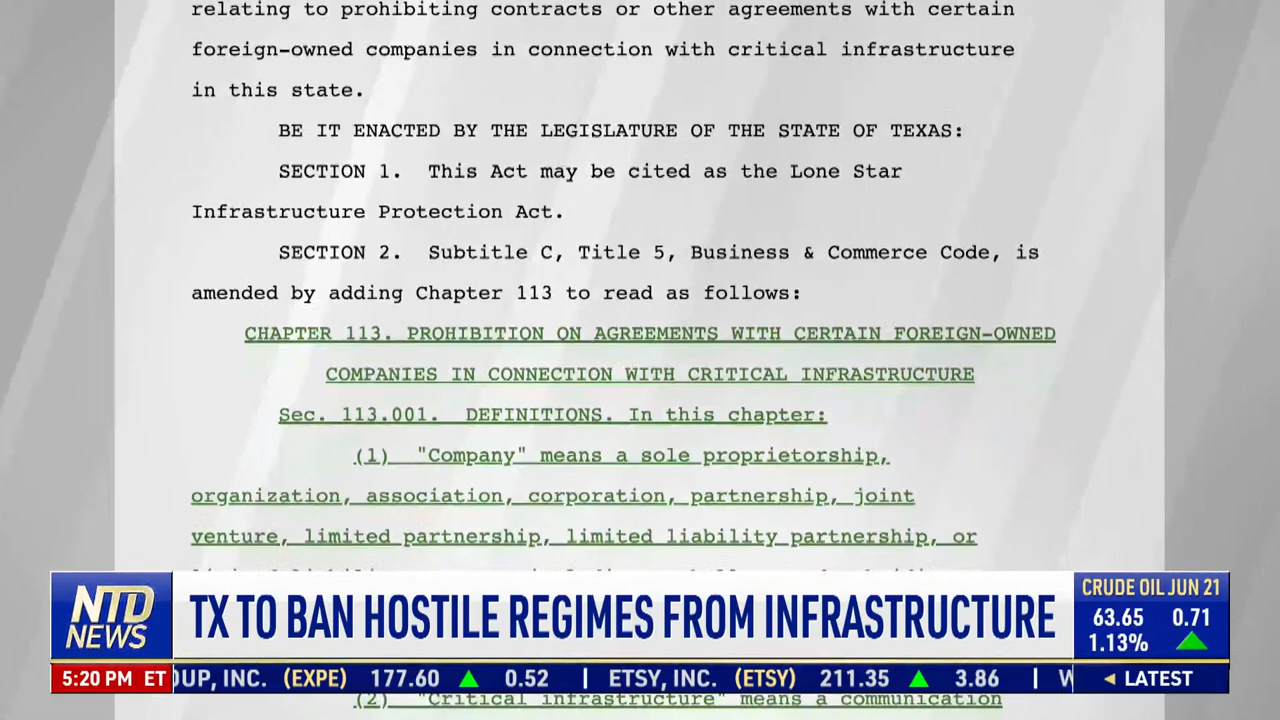 relating to prohibiting contracts or other agreements with certain
foreign-owned companies in connection with critical infrastructure
in this state.
BE IT ENACTED BY THE LEGISLATURE OF THE STATE OF TEXAS:
SECTION 1. This Act may be cited as the Lone Star
Infrastructure Protection Act.
SECTION 2. Subtitle C, Title 5, Business & Commerce Code, is
amended by adding Chapter 113 to read as follows:
CHAPTER 113. PROHIBITION ON AGREEMENTS WITH CERTAIN FOREIGN-OWNED
COMPANIES IN CONNECTION WITH CRITICAL INFRASTRUCTURE
Sec. 113.001. DEFINITIONS. In this chapter:
(1) "Company" means a sole proprietorship,
organization, association, corporation, partnership, joint
venture, limited partnership, limited liability partnership, or
NTD
NEWS
TX TO BAN HOSTILE REGIMES FROM INFRASTRUCTURE
CRUDE OIL JUN 21
63.65 0.71
1.13%
5:20 PM ET
OUP, INC. (EXPE) 177.60 0.52 | ETSY, INC. (ETSY) 211.35 3.86 |
LATEST
(2) "Critical infrastructure" means a communication